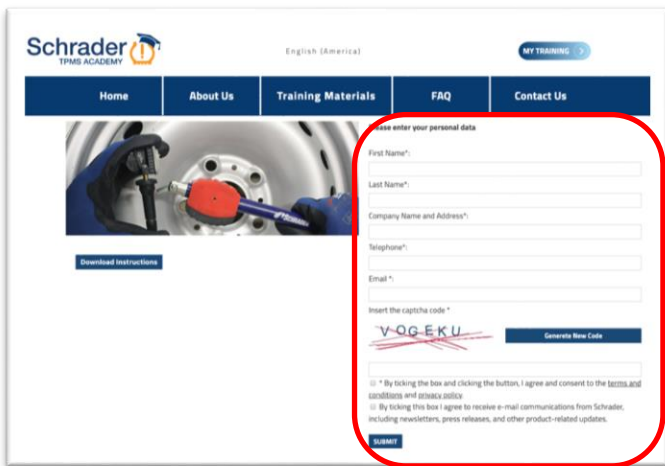 Schrader
TPMS ACADEMY
English (America)
MY TRAINING
Home About Us Training Materials FAQ Contact Us
Please enter your personal data
First Name*:
Last Name*:
Company Name and Address*:
Telephone*:
Email *:
Insert the captcha code *
VOGEKU
Generate New Code
Download Instructions
* By ticking the box and clicking the button, I agree and consent to the terms and
conditions and privacy policy
By ticking this box I agree to receive e-mail communications from Schrader,
including newsletters, press releases, and other product-related updates.
SUBMIT